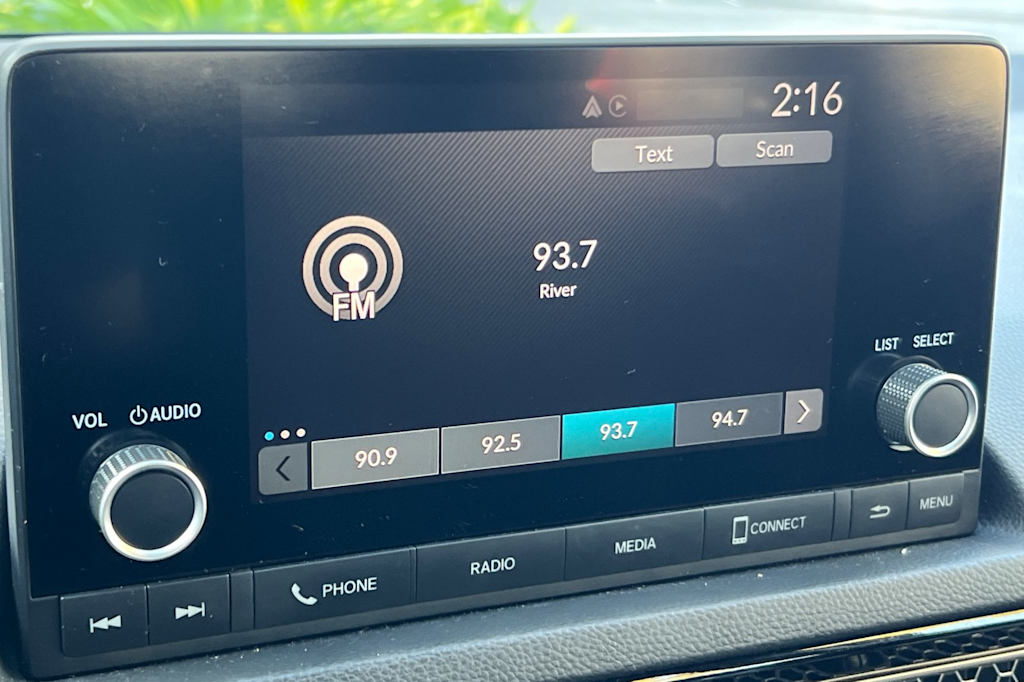 2:16
Text Scan
93.7
River
FM
LIST SELECT
VOL AUDIO
90.9 92.5 93.7 94.7
PHONE RADIO MEDIA CONNECT MENU